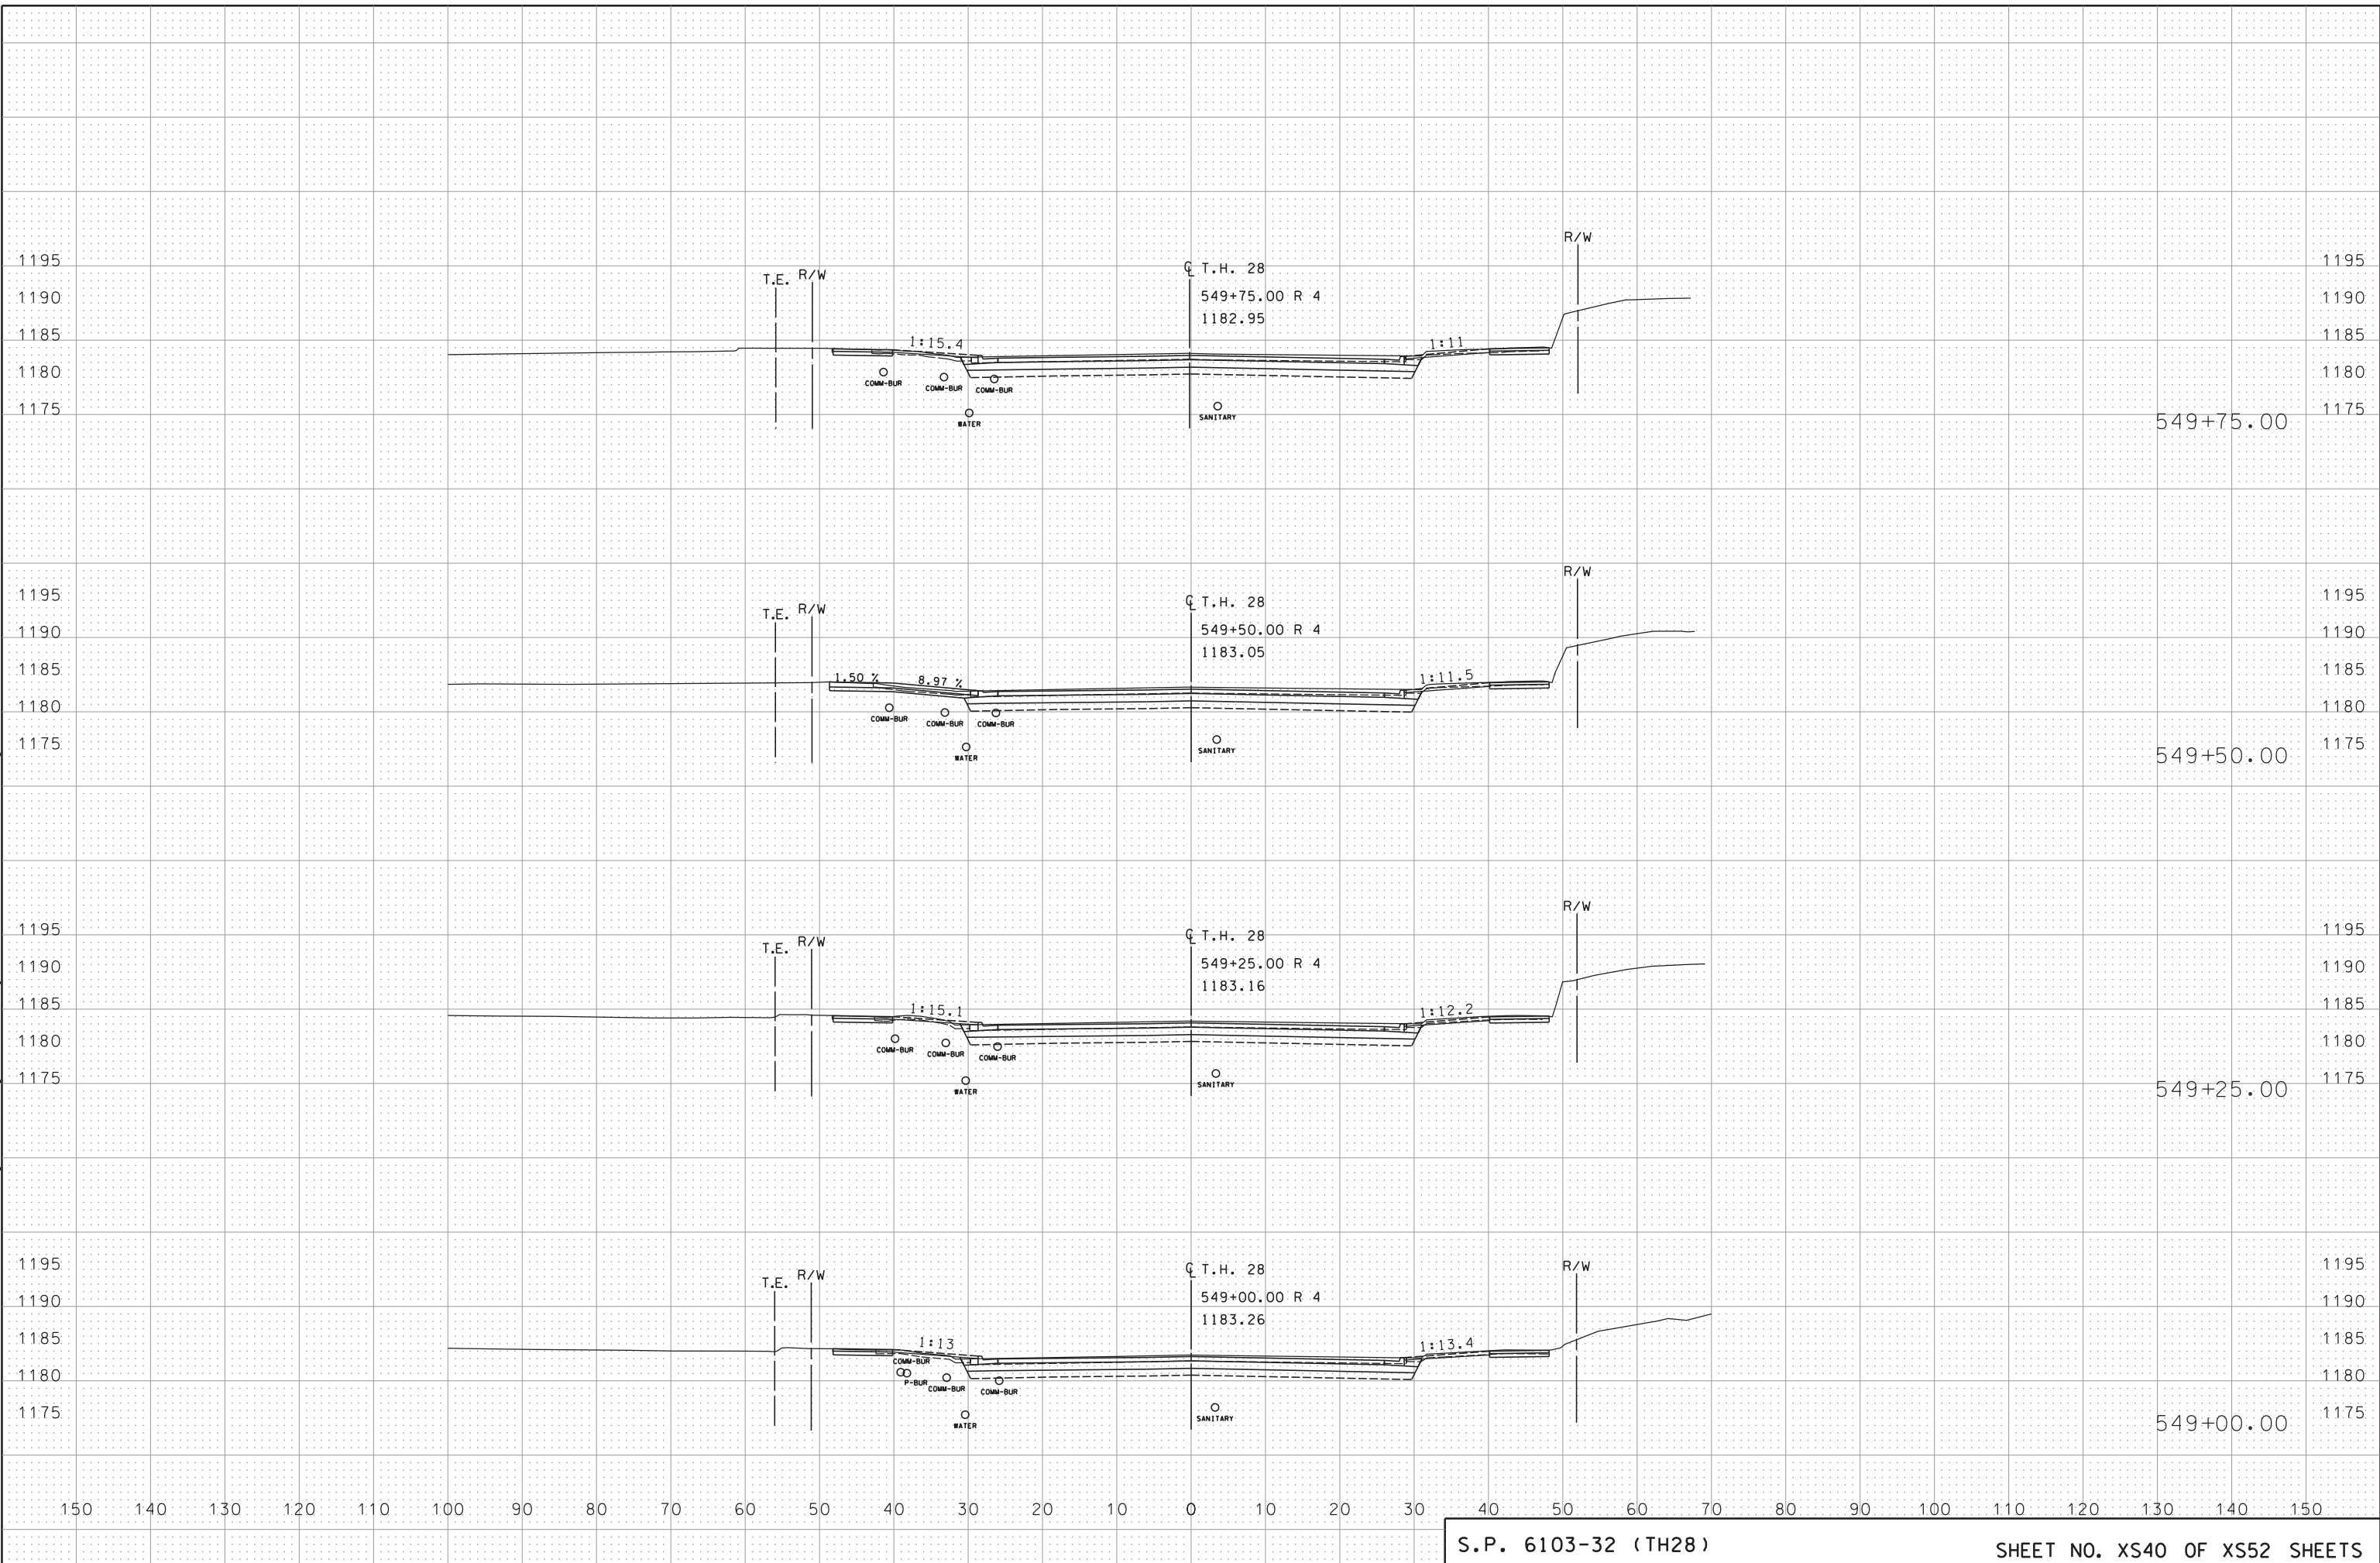 R/W
1195 T.E. R/W ℄ T.H. 28 1195
1190 549+75.00 R 4 1190
1182.95
1185 1:15.4 1:11 1185
1180 COMM-BUR COMM-BUR COMM-BUR 1180
1175 WATER SANITARY 549+75.00 1175
R/W
1195 T.E. R/W ℄ T.H. 28 1195
1190 549+50.00 R 4 1190
1183.05
1185 1.50 % 8.97 % 1:11.5 1185
1180 COMM-BUR COMM-BUR COMM-BUR 1180
1175 WATER SANITARY 549+50.00 1175
R/W
1195 T.E. R/W ℄ T.H. 28 1195
1190 549+25.00 R 4 1190
1183.16
1185 1:15.1 1:12.2 1185
1180 COMM-BUR COMM-BUR COMM-BUR 1180
1175 WATER SANITARY 549+25.00 1175
1195 T.E. R/W ℄ T.H. 28 R/W 1195
1190 549+00.00 R 4 1190
1183.26
1185 1:13 1:13.4 1185
COMM-BUR
1180 P-BUR COMM-BUR COMM-BUR 1180
1175 WATER SANITARY 549+00.00 1175
150 140 130 120 110 100 90 80 70 60 50 40 30 20 10 0 10 20 30 40 50 60 70 80 90 100 110 120 130 140 150
S.P. 6103-32 (TH28) SHEET NO. XS40 OF XS52 SHEETS